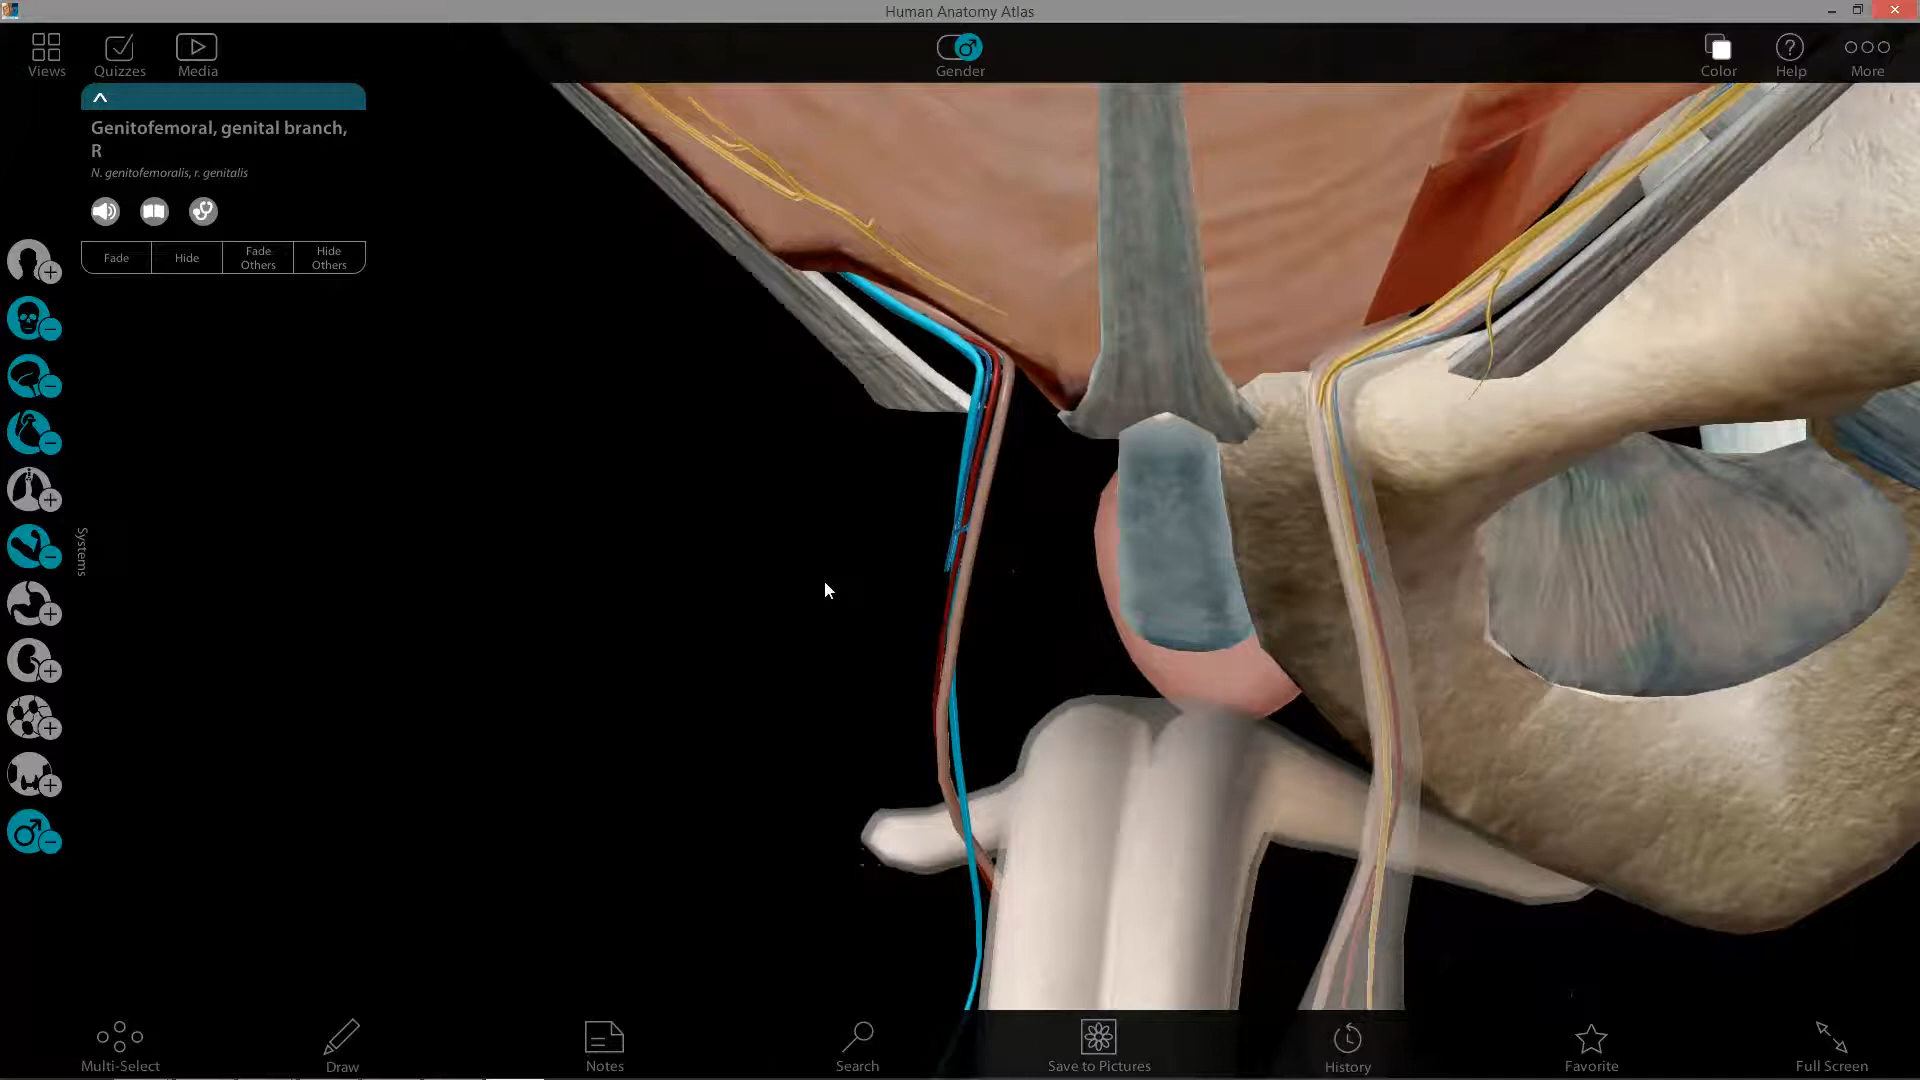 Human Anatomy Atlas
Views
Quizzes
Media
Gender
Color
Help
More
Genitofemoral, genital branch,
R
N. genitofemoralis, r. genitalis
Fade
Hide
Fade
Others
Hide
Others
Systems
Multi-Select
Draw
Notes
Search
Save to Pictures
History
Favorite
Full Screen